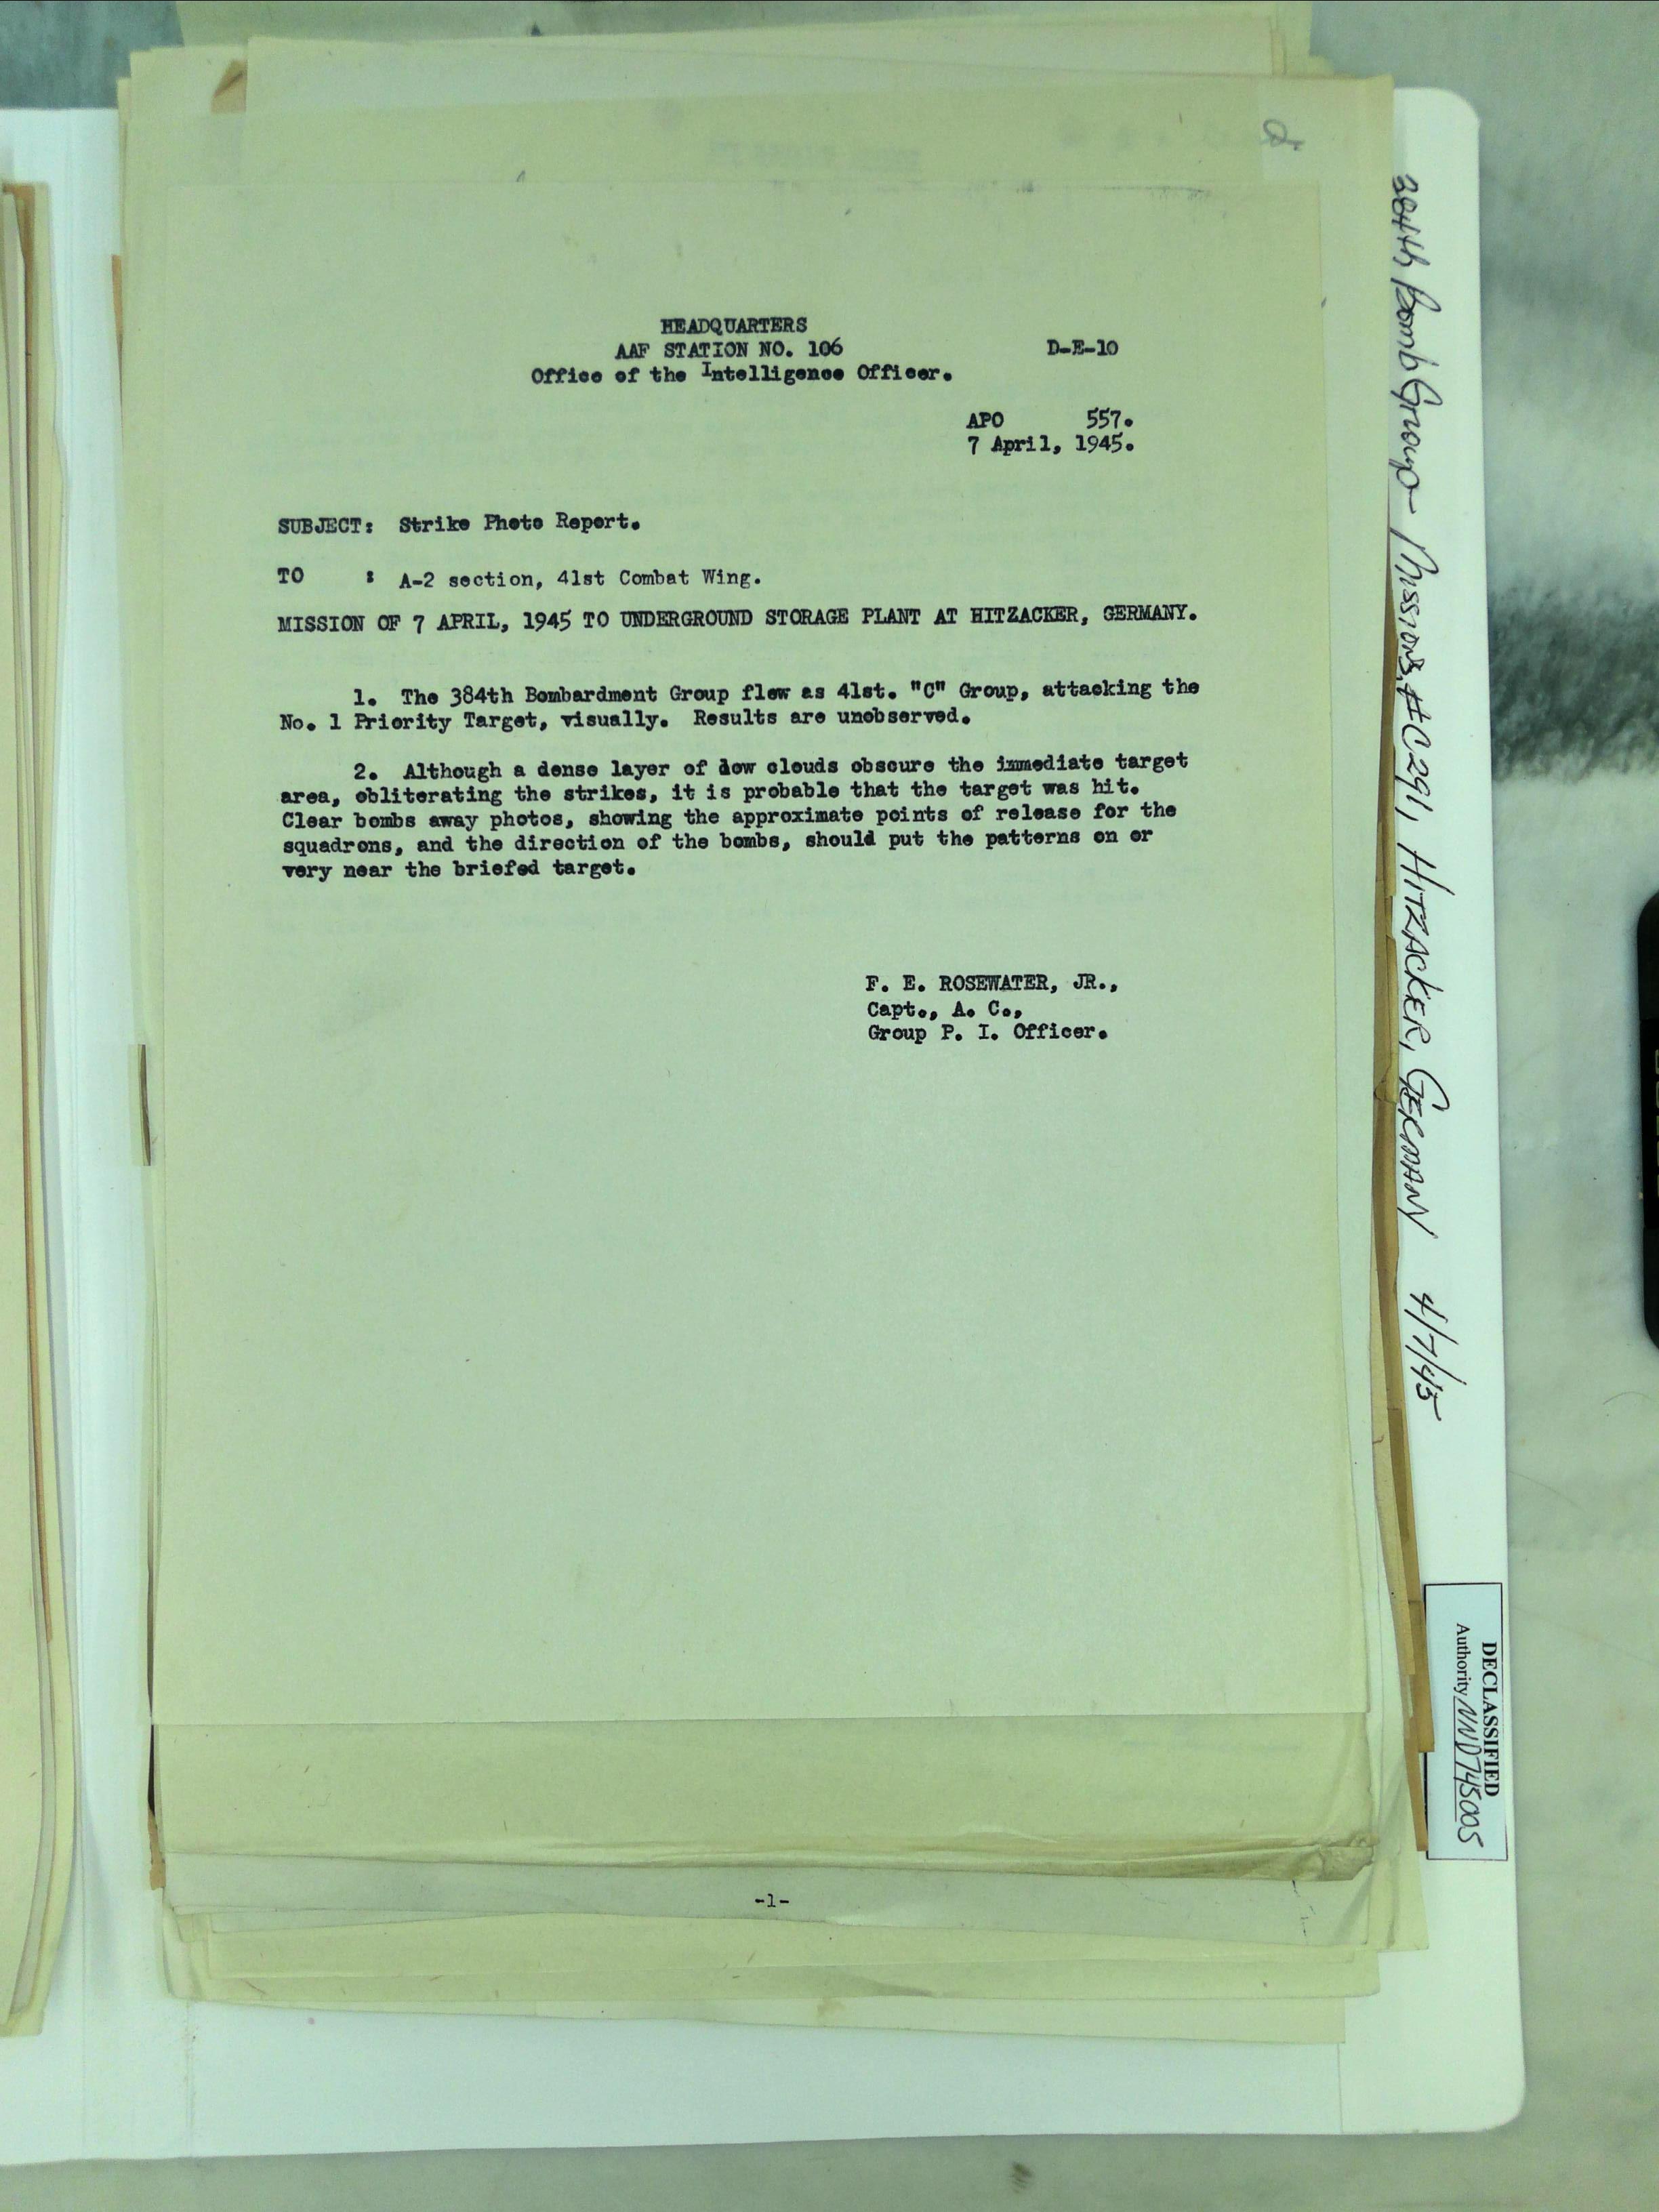 HEADQUARTERS
AAF STATION NO. 106 D-E-10
Office of the Intelligence Officer.
APO 557.
7 April, 1945.
SUBJECT: Strike Photo Report.
TO : A-2 section, 41st Combat Wing.
MISSION OF 7 APRIL, 1945 TO UNDERGROUND STORAGE PLANT AT HITZACKER, GERMANY.
1. The 384th Bombardment Group flew as 41st. "C" Group, attacking the
No. 1 Priority Target, visually. Results are unobserved.
2. Although a dense layer of low clouds obscure the immediate target
area, obliterating the strikes, it is probable that the target was hit.
Clear bombs away photos, showing the approximate points of release for the
squadrons, and the direction of the bombs, should put the patterns on or
very near the briefed target.
F. E. ROSEWATER, JR.,
Capt., A. C.,
Group P. I. Officer.
-1-
384th Bomb Group Mission #C291, HITZACKER, GERMANY 4/7/45
DECLASSIFIED
Authority NND745005